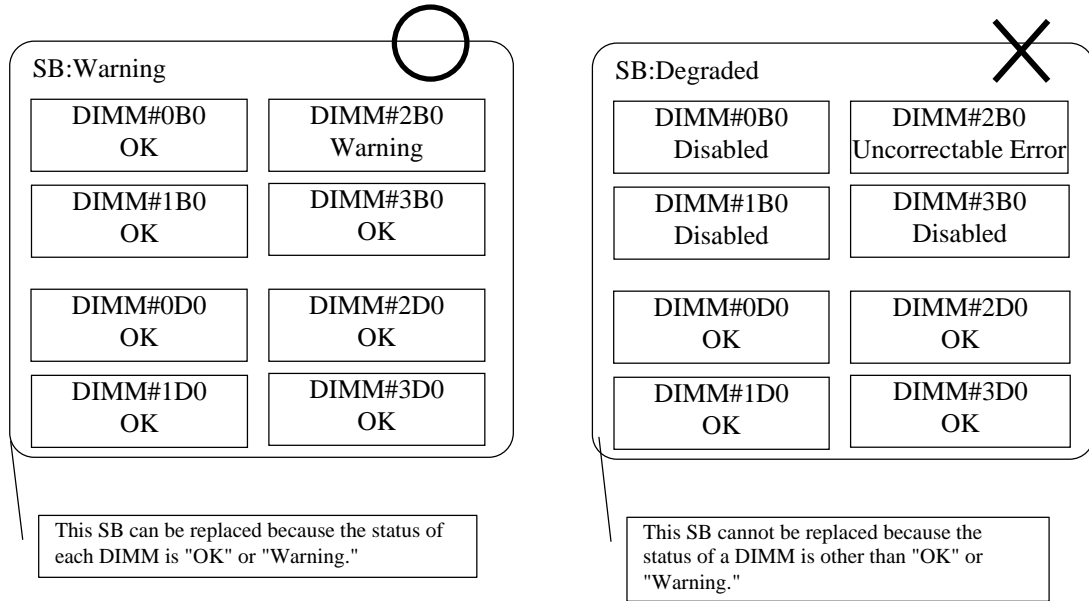 SB:Warning
DIMM#0B0
OK
DIMM#2B0
Warning
DIMM#1B0
OK
DIMM#3B0
OK
DIMM#0D0
OK
DIMM#2D0
OK
DIMM#1D0
OK
DIMM#3D0
OK
This SB can be replaced because the status of
each DIMM is "OK" or "Warning."
SB:Degraded
DIMM#0B0
Disabled
DIMM#2B0
Uncorrectable Error
DIMM#1B0
Disabled
DIMM#3B0
Disabled
DIMM#0D0
OK
DIMM#2D0
OK
DIMM#1D0
OK
DIMM#3D0
OK
This SB cannot be replaced because the
status of a DIMM is other than "OK" or
"Warning."